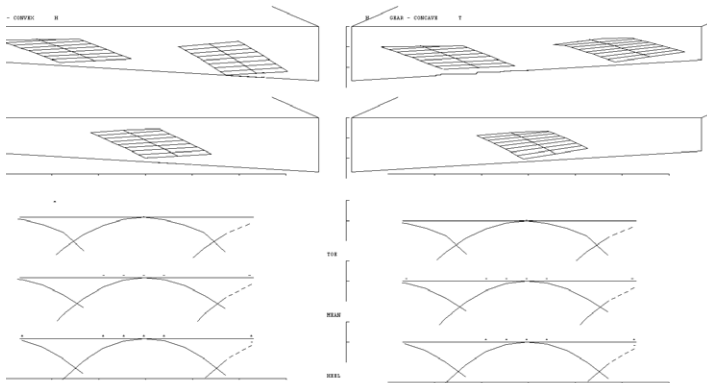 - CONVEX H
H GEAR - CONCAVE T
TOE
MEAN
HEEL